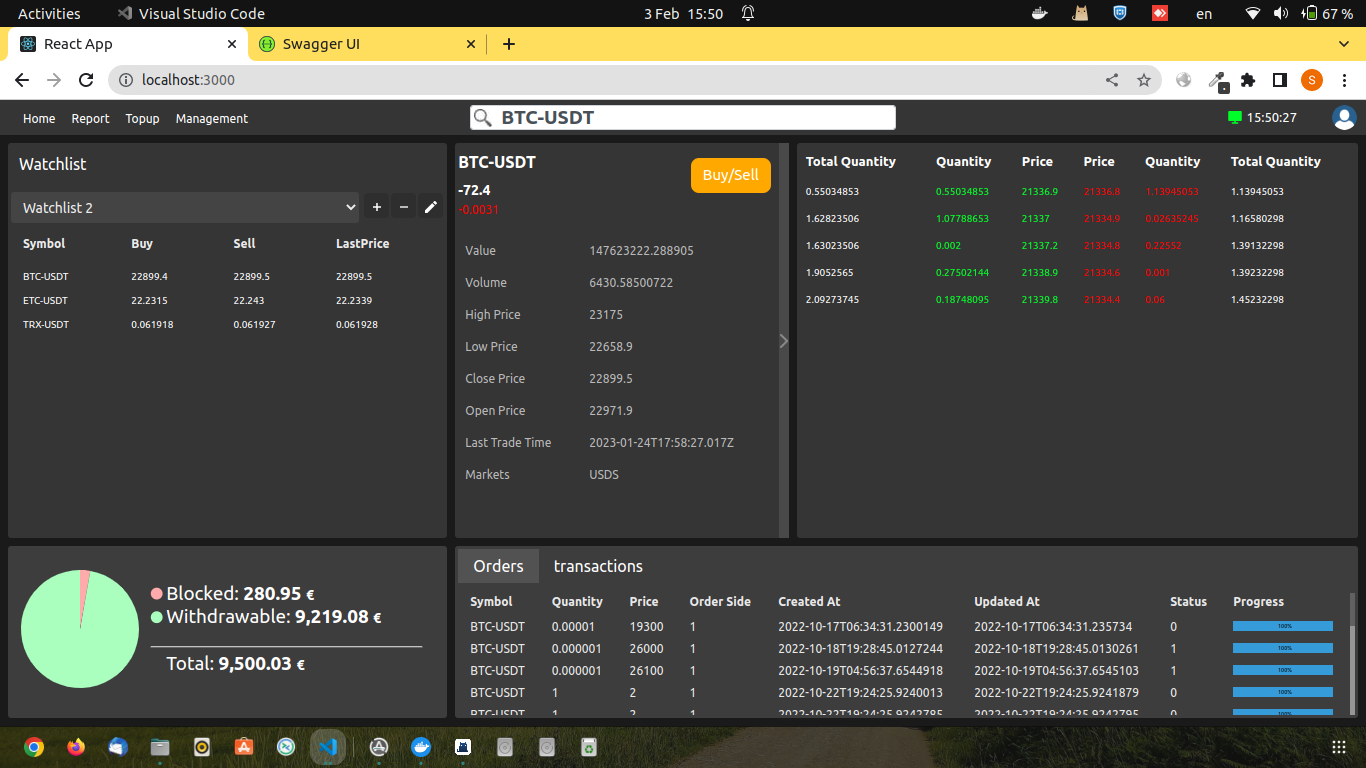 Activities Visual Studio Code 3 Feb 15:50 en 67 %
React App Swagger UI
localhost:3000 S
Home Report Topup Management BTC-USDT 15:50:27
Watchlist
Watchlist 2
Symbol Buy Sell LastPrice
BTC-USDT 22899.4 22899.5 22899.5
ETC-USDT 22.2315 22.243 22.2339
TRX-USDT 0.061918 0.061927 0.061928
BTC-USDT Buy/Sell
-72.4
-0.0031
Value 147623222.288905
Volume 6430.58500722
High Price 23175
Low Price 22658.9
Close Price 22899.5
Open Price 22971.9
Last Trade Time 2023-01-24T17:58:27.017Z
Markets USDS
Total Quantity Quantity Price Price Quantity Total Quantity
0.55034853 0.55034853 21336.9 21336.8 1.13945053 1.13945053
1.62823506 1.07788653 21337 21334.9 0.02635245 1.16580298
1.63023506 0.002 21337.2 21334.8 0.22552 1.39132298
1.9052565 0.27502144 21338.9 21334.6 0.001 1.39232298
2.09273745 0.18748095 21339.8 21334.4 0.06 1.45232298
Blocked: 280.95 €
Withdrawable: 9,219.08 €
Total: 9,500.03 €
Orders transactions
Symbol Quantity Price Order Side Created At Updated At Status Progress
BTC-USDT 0.00001 19300 1 2022-10-17T06:34:31.2300149 2022-10-17T06:34:31.235734 0 100%
BTC-USDT 0.000001 26000 1 2022-10-18T19:28:45.0127244 2022-10-18T19:28:45.0130261 1 100%
BTC-USDT 0.000001 26100 1 2022-10-19T04:56:37.6544918 2022-10-19T04:56:37.6545103 1 100%
BTC-USDT 1 2 1 2022-10-22T19:24:25.9240013 2022-10-22T19:24:25.9241879 0 100%
BTC-USDT 1 2 1 2022-10-22T19:24:25.9242785 2022-10-22T19:24:25.9242795 0 100%